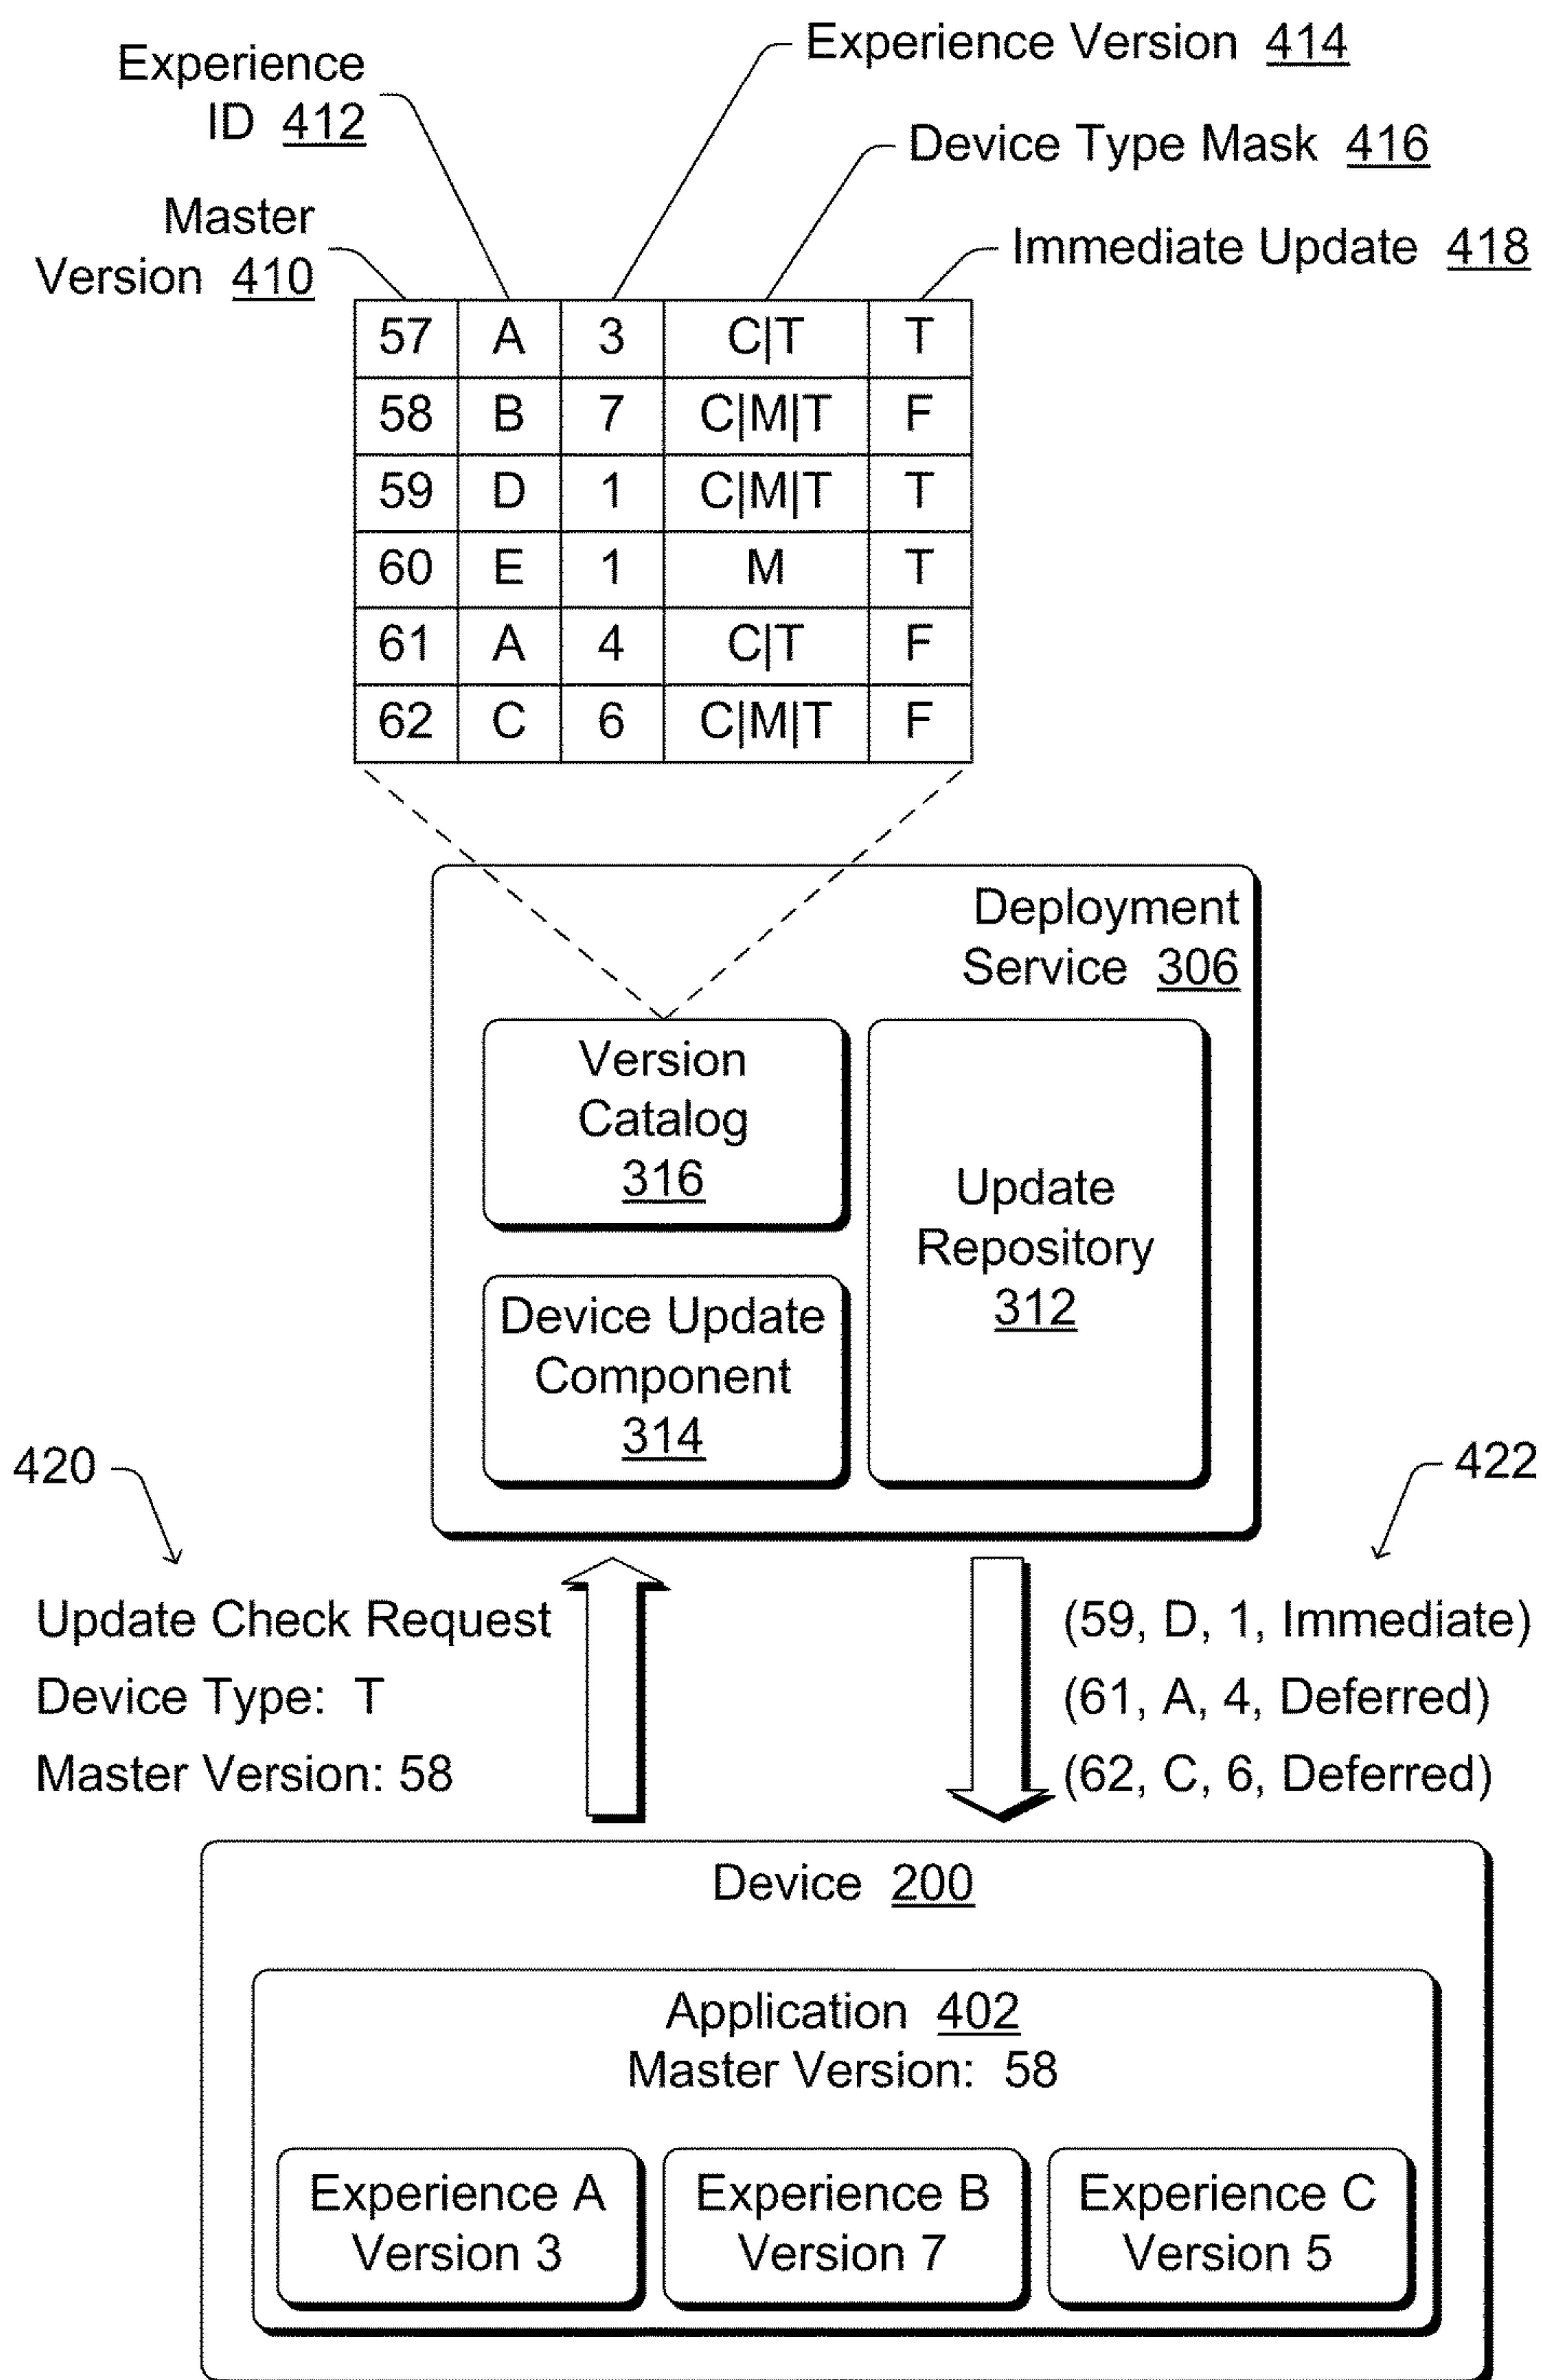 Experience Version 414
Experience
ID 412
Device Type Mask 416
Master
Version 410
Immediate Update 418
57 A 3 C|T T
58 B 7 C|M|T F
59 D 1 C|M|T T
60 E 1 M T
61 A 4 C|T F
62 C 6 C|M|T F
Deployment
Service 306
Version
Catalog
316
Update
Repository
312
Device Update
Component
314
420
422
Update Check Request
Device Type: T
Master Version: 58
(59, D, 1, Immediate)
(61, A, 4, Deferred)
(62, C, 6, Deferred)
Device 200
Application 402
Master Version: 58
Experience A
Version 3
Experience B
Version 7
Experience C
Version 5